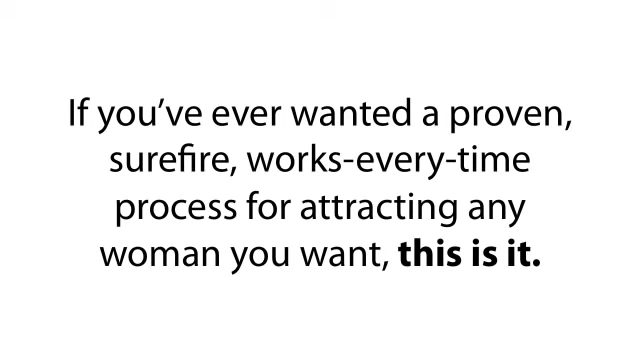 If you’ve ever wanted a proven,
surefire, works-every-time
process for attracting any
woman you want, this is it.